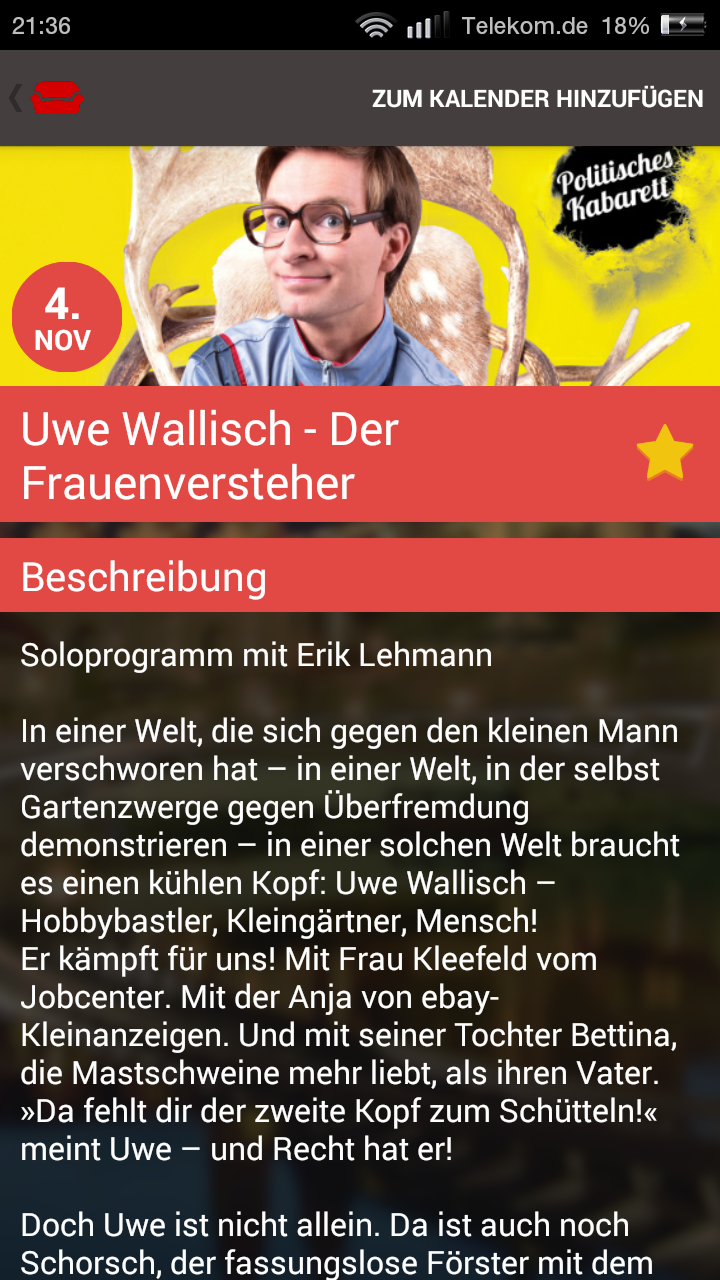 21:36 Telekom.de 18%
ZUM KALENDER HINZUFÜGEN
Politisches
Kabarett
4.
NOV
Uwe Wallisch - Der
Frauenversteher
Beschreibung
Soloprogramm mit Erik Lehmann
In einer Welt, die sich gegen den kleinen Mann
verschworen hat – in einer Welt, in der selbst
Gartenzwerge gegen Überfremdung
demonstrieren – in einer solchen Welt braucht
es einen kühlen Kopf: Uwe Wallisch –
Hobbybastler, Kleingärtner, Mensch!
Er kämpft für uns! Mit Frau Kleefeld vom
Jobcenter. Mit der Anja von ebay-
Kleinanzeigen. Und mit seiner Tochter Bettina,
die Mastschweine mehr liebt, als ihren Vater.
»Da fehlt dir der zweite Kopf zum Schütteln!«
meint Uwe – und Recht hat er!
Doch Uwe ist nicht allein. Da ist auch noch
Schorsch, der fassungslose Förster mit dem